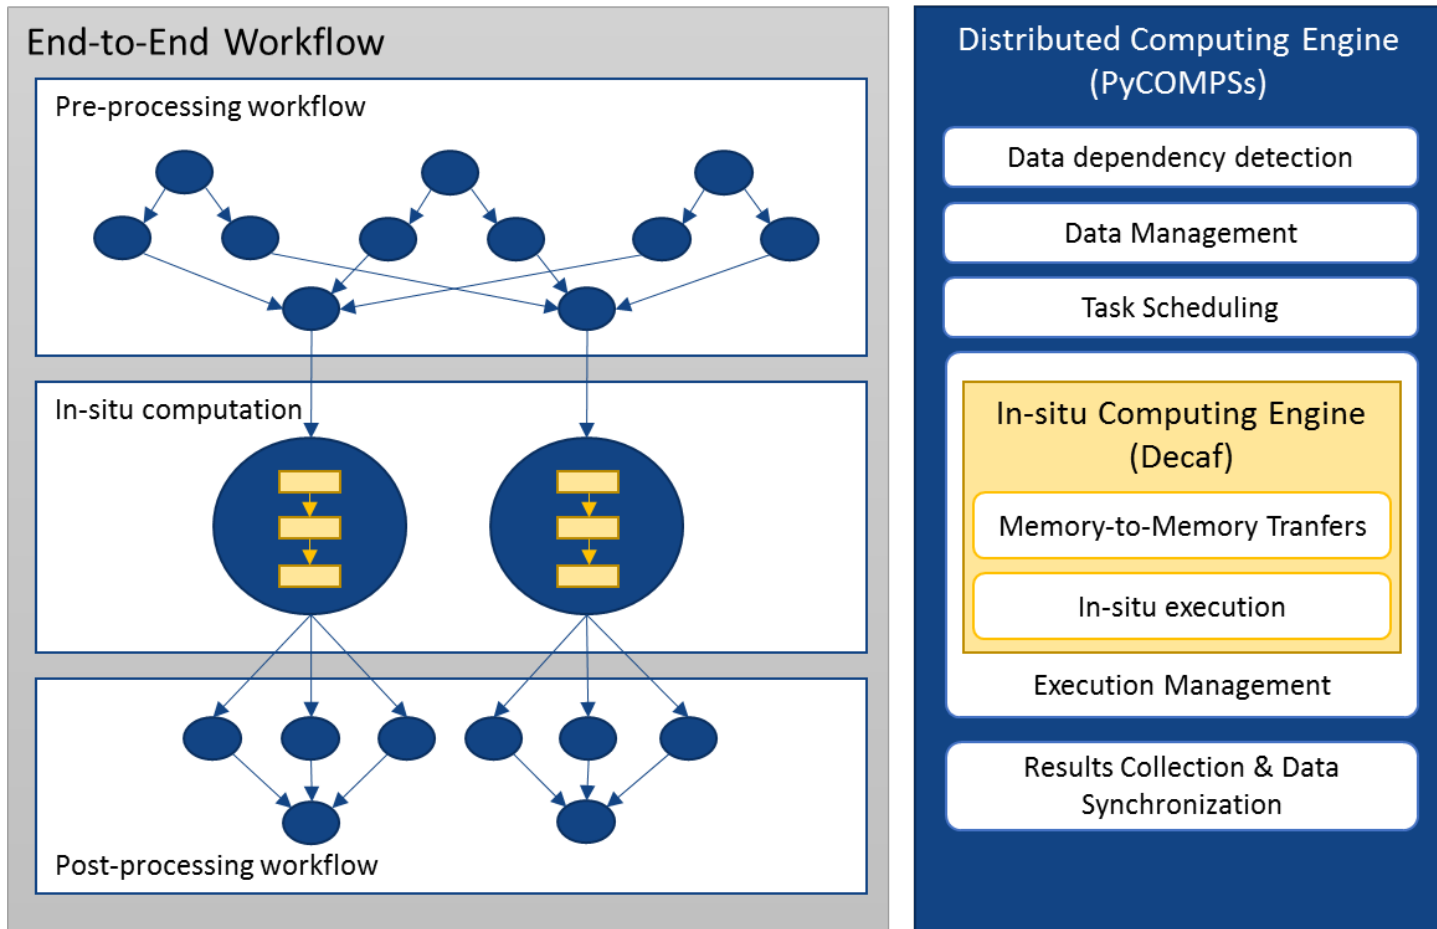 End-to-End Workflow
Pre-processing workflow
In-situ computation
Post-processing workflow
Distributed Computing Engine
(PyCOMPSs)
Data dependency detection
Data Management
Task Scheduling
In-situ Computing Engine
(Decaf)
Memory-to-Memory Tranfers
In-situ execution
Execution Management
Results Collection & Data
Synchronization